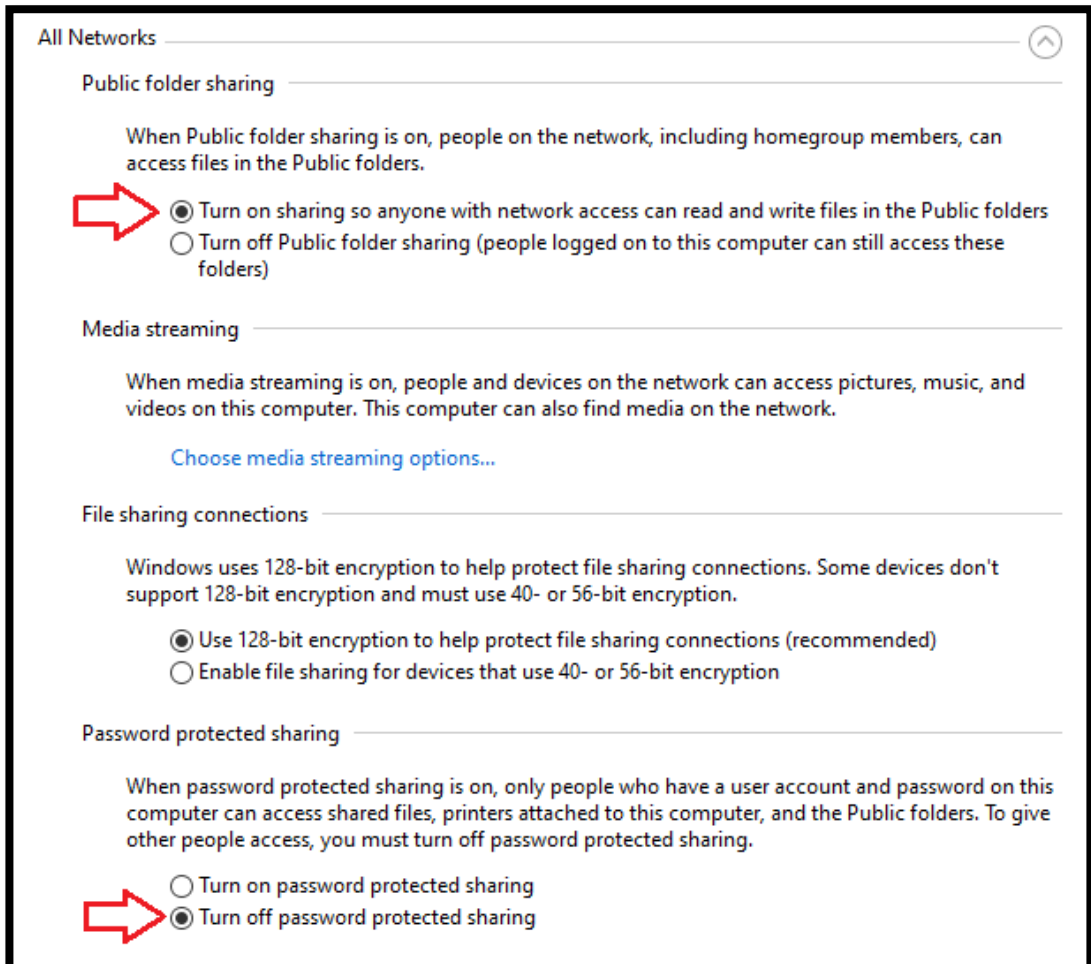 All Networks
Public folder sharing
When Public folder sharing is on, people on the network, including homegroup members, can
access files in the Public folders.
Turn on sharing so anyone with network access can read and write files in the Public folders
Turn off Public folder sharing (people logged on to this computer can still access these
folders)
Media streaming
When media streaming is on, people and devices on the network can access pictures, music, and
videos on this computer. This computer can also find media on the network.
Choose media streaming options...
File sharing connections
Windows uses 128-bit encryption to help protect file sharing connections. Some devices don't
support 128-bit encryption and must use 40- or 56-bit encryption.
Use 128-bit encryption to help protect file sharing connections (recommended)
Enable file sharing for devices that use 40- or 56-bit encryption
Password protected sharing
When password protected sharing is on, only people who have a user account and password on this
computer can access shared files, printers attached to this computer, and the Public folders. To give
other people access, you must turn off password protected sharing.
Turn on password protected sharing
Turn off password protected sharing